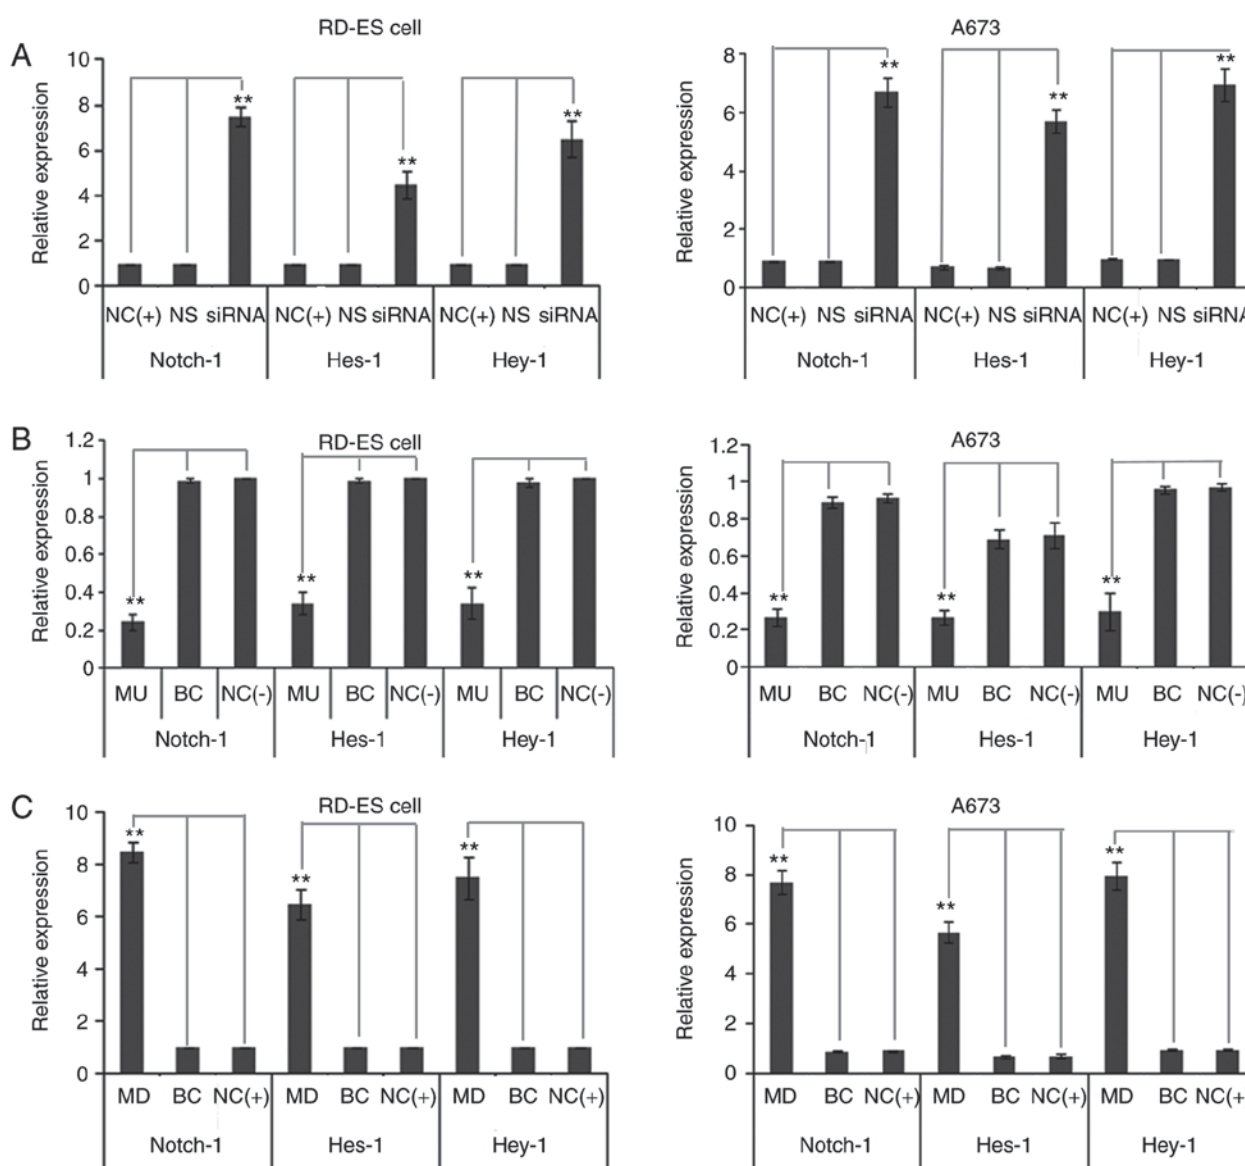 RD-ES cell
A673
A
Relative expression
10
8
6
4
2
0
**
**
**
NC(+) NS siRNA NC(+) NS siRNA NC(+) NS siRNA
Notch-1 Hes-1 Hey-1
Relative expression
8
6
4
2
0
**
**
**
NC(+) NS siRNA NC(+) NS siRNA NC(+) NS siRNA
Notch-1 Hes-1 Hey-1
B
RD-ES cell
A673
Relative expression
1.2
1
0.8
0.6
0.4
0.2
0
**
**
**
MU BC NC(-) MU BC NC(-) MU BC NC(-)
Notch-1 Hes-1 Hey-1
Relative expression
1.2
1
0.8
0.6
0.4
0.2
0
**
**
**
MU BC NC(-) MU BC NC(-) MU BC NC(-)
Notch-1 Hes-1 Hey-1
C
RD-ES cell
A673
Relative expression
10
8
6
4
2
0
**
**
**
MD BC NC(+) MD BC NC(+) MD BC NC(+)
Notch-1 Hes-1 Hey-1
Relative expression
10
8
6
4
2
0
**
**
**
MD BC NC(+) MD BC NC(+) MD BC NC(+
Notch-1 Hes-1 Hey-1